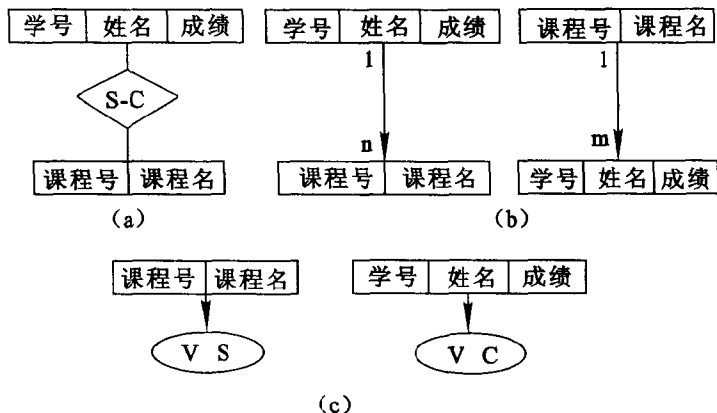 学号 姓名 成绩
S-C
课程号 课程名
(a)
学号 姓名 成绩
1
n
课程号 课程名
课程号 课程名
1
m
学号 姓名 成绩
(b)
课程号 课程名
V S
学号 姓名 成绩
V C
(c)